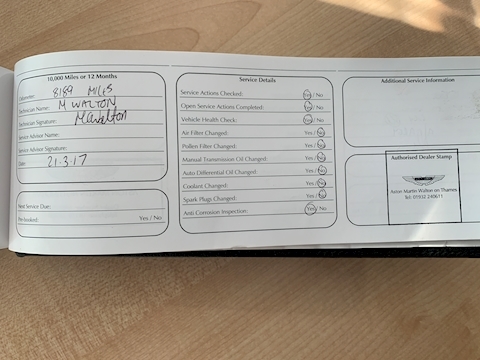 10,000 Miles or 12 Months
Odometer: 8189 MILES
Technician Name: M WALTON
Technician Signature: M Walton
Service Advisor Name:
Service Advisor Signature:
Date: 21.3.17
Next Service Due:
Pre-booked: Yes / No
Service Details
Service Actions Checked: Yes / No
Open Service Actions Completed: Yes / No
Vehicle Health Check: Yes / No
Air Filter Changed: Yes / No
Pollen Filter Changed: Yes / No
Manual Transmission Oil Changed: Yes / No
Auto Differential Oil Changed: Yes / No
Coolant Changed: Yes / No
Spark Plugs Changed: Yes / No
Anti Corrosion Inspection: Yes / No
Additional Service Information
Authorised Dealer Stamp
Aston Martin Walton on Thames
Tel: 01932 240611